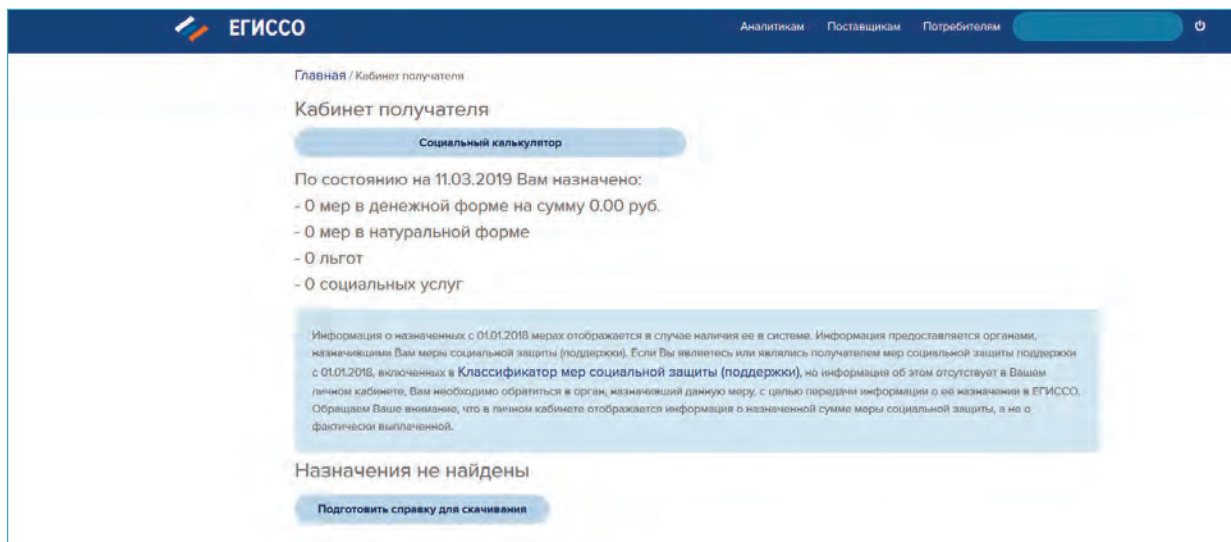 ЕГИССО
Аналитикам Поставщикам Потребителям
Главная / Кабинет получателя
Кабинет получателя
Социальный калькулятор
По состоянию на 11.03.2019 Вам назначено:
- 0 мер в денежной форме на сумму 0.00 руб.
- 0 мер в натуральной форме
- 0 льгот
- 0 социальных услуг
Информация о назначенных с 01.01.2018 мерах отображается в случае наличия ее в системе. Информация предоставляется органами,
назначившими Вам меры социальной защиты (поддержки). Если Вы являетесь или являлись получателем мер социальной защиты поддержки
с 01.01.2018, включенных в Классификатор мер социальной защиты (поддержки), но информация об этом отсутствует в Вашем
личном кабинете, Вам необходимо обратиться в орган, назначивший данную меру, с целью передачи информации о её назначении в ЕГИССО.
Обращаем Ваше внимание, что в личном кабинете отображается информация о назначенной сумме меры социальной защиты, а не о
фактически выплаченной.
Назначения не найдены
Подготовить справку для скачивания